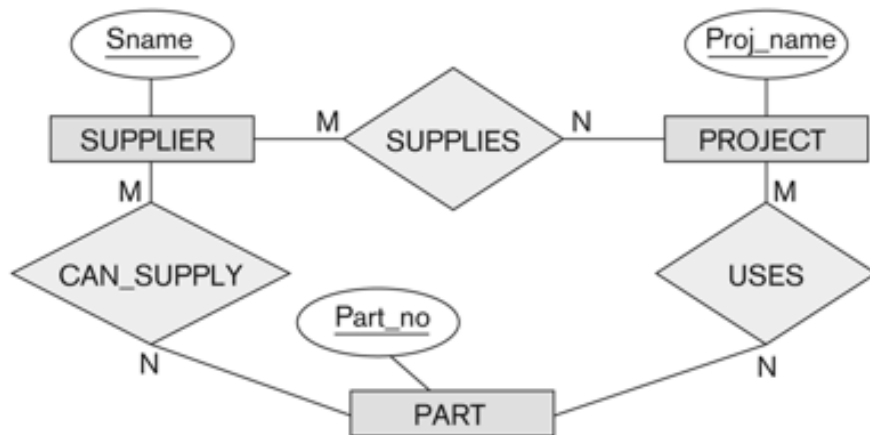 Sname
Proj_name
SUPPLIER
M
SUPPLIES
N
PROJECT
M
M
CAN_SUPPLY
USES
Part_no
N
N
PART